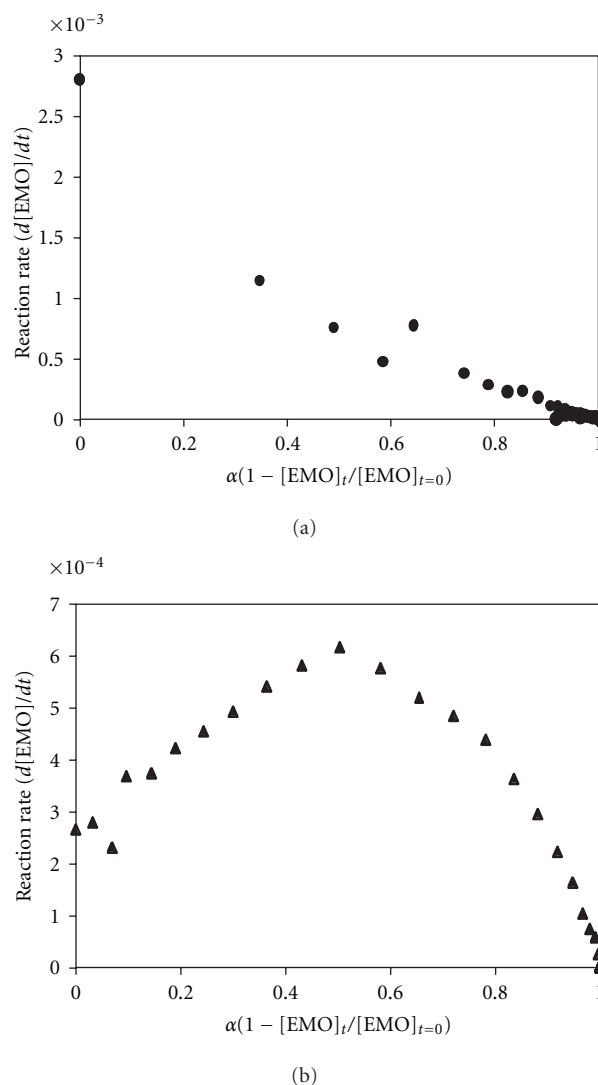 ×10⁻³
3
2.5
2
1.5
1
0.5
0
Reaction rate (d[EMO]/dt)
0 0.2 0.4 0.6 0.8 1
α(1 − [EMO]ₜ/[EMO]ₜ₌₀)
(a)
×10⁻⁴
7
6
5
4
3
2
1
0
Reaction rate (d[EMO]/dt)
0 0.2 0.4 0.6 0.8 1
α(1 − [EMO]ₜ/[EMO]ₜ₌₀)
(b)